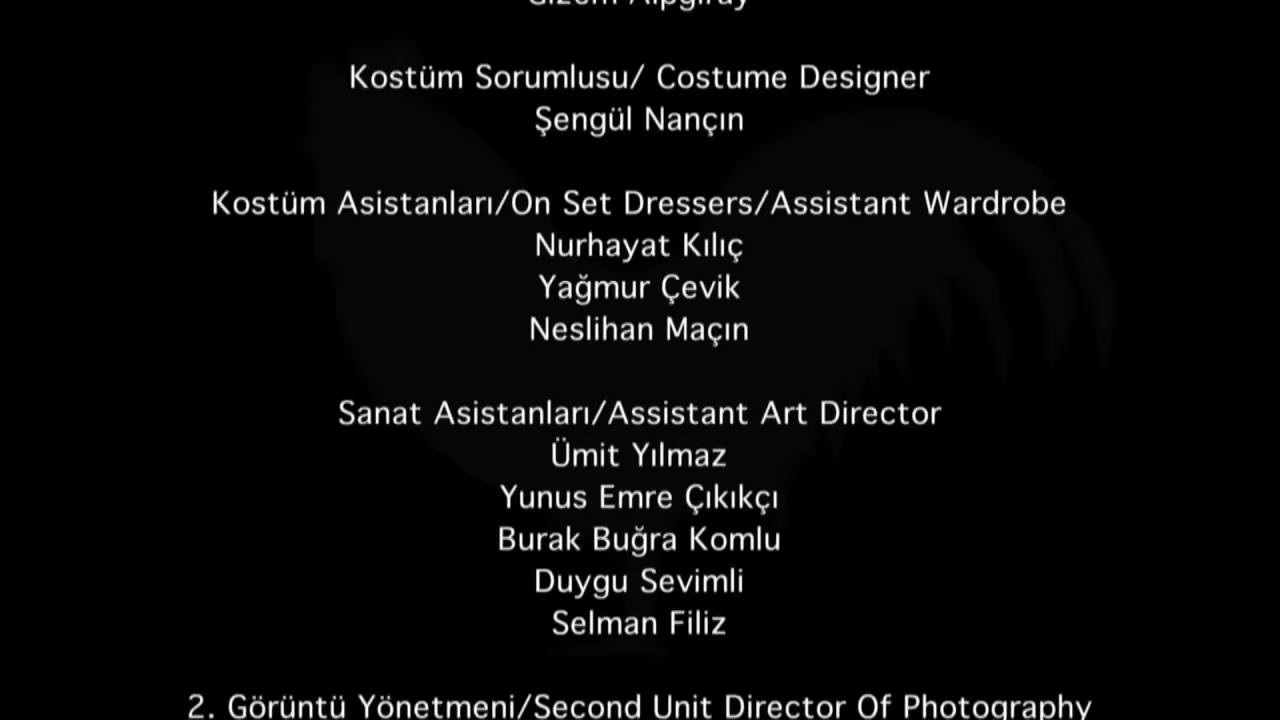 Kostüm Sorumlusu/ Costume Designer
Şengül Nançın
Kostüm Asistanları/On Set Dressers/Assistant Wardrobe
Nurhayat Kılıç
Yağmur Çevik
Neslihan Maçın
Sanat Asistanları/Assistant Art Director
Ümit Yılmaz
Yunus Emre Çıkıkçı
Burak Buğra Komlu
Duygu Sevimli
Selman Filiz
2. Görüntü Yönetmeni/Second Unit Director Of Photography